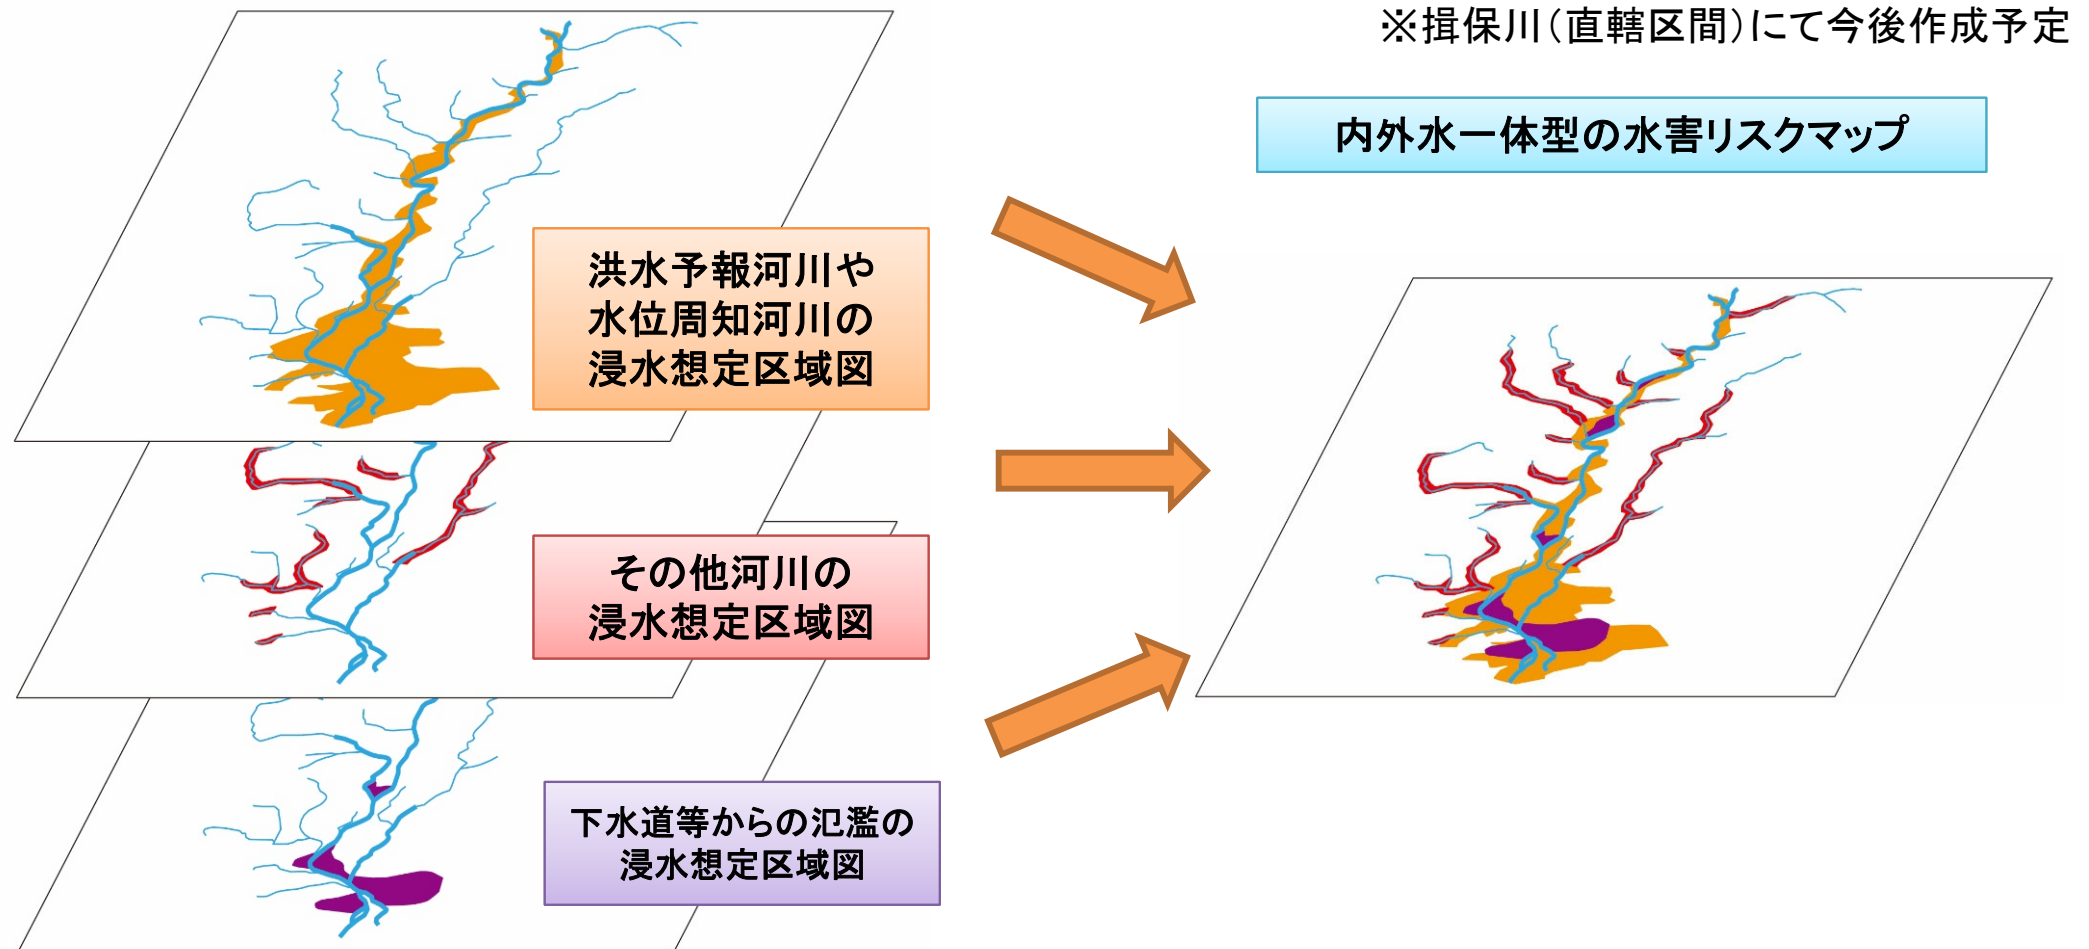 ※揖保川（直轄区間）にて今後作成予定
内外水一体型の水害リスクマップ
洪水予報河川や
水位周知河川の
浸水想定区域図
その他河川の
浸水想定区域図
下水道等からの氾濫の
浸水想定区域図